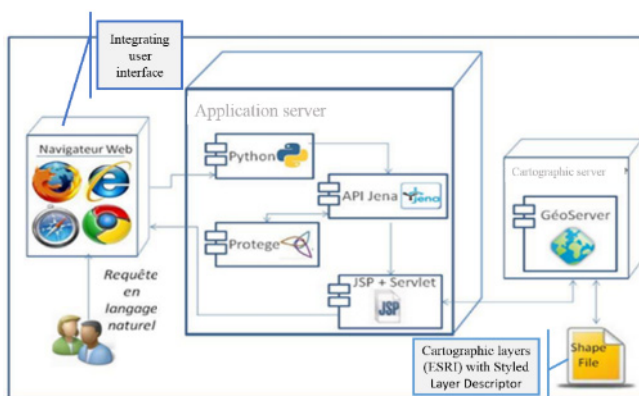 Integrating
user
interface
Application server
Navigateur Web
Python
API Jena
Jena
Protege
JSP + Servlet
JSP
Requête
en
langage
naturel
Cartographic server
GéoServer
Cartographic layers
(ESRI) with Styled
Layer Descriptor
Shape
File